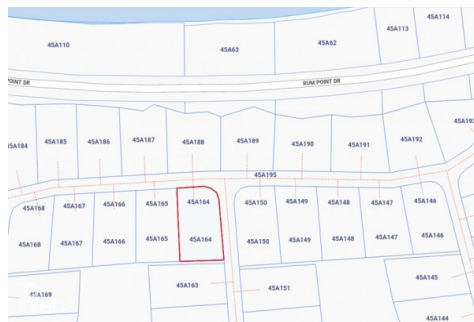 45A114
45A113
45A62
45A110
45A63
POINT DR
RUM POINT DR
45A192
45A184
45A185
45A186
45A187
45A188
45A189
45A190
45A191
45A195
45A168
45A167
45A166
45A165
45A164
45A150
45A149
45A148
45A147
45A146
45A168
45A167
45A166
45A165
45A164
45A150
45A149
45A148
45A147
45A146
45A163
45A151
45A145
45A169
45A144